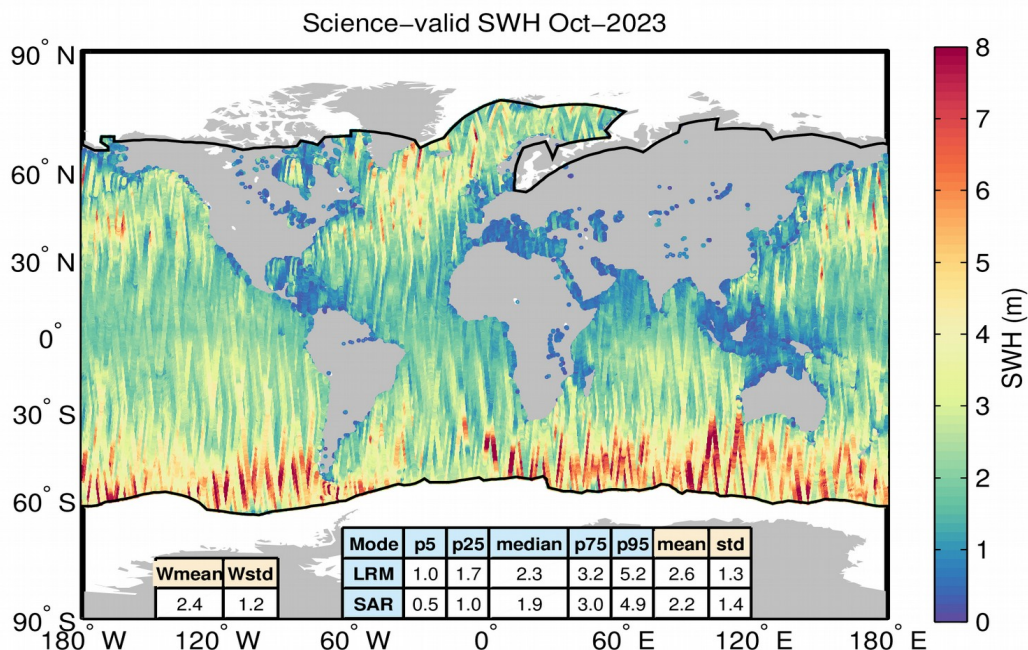 Science-valid SWH Oct-2023
90° N
60° N
30° N
0°
30° S
60° S
90° S
180° W 120° W 60° W 0° 60° E 120° E 180° E
Mode p5 p25 median p75 p95 mean std
LRM 1.0 1.7 2.3 3.2 5.2 2.6 1.3
SAR 0.5 1.0 1.9 3.0 4.9 2.2 1.4
Wmean Wstd
2.4 1.2
8
7
6
5
4
3
2
1
0
SWH (m)